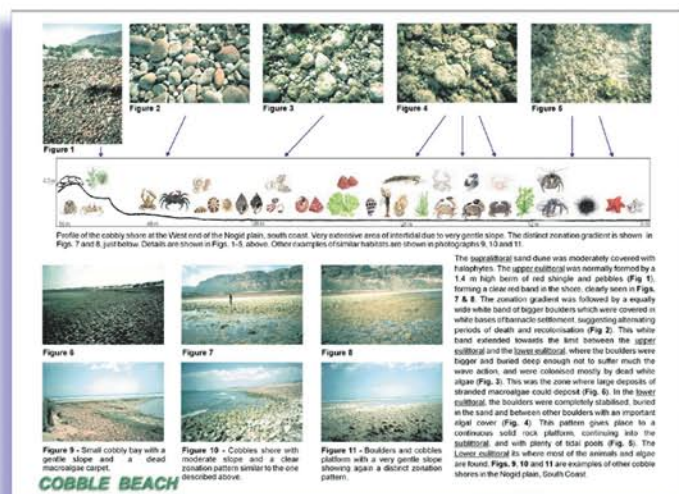 Figure 1
Figure 2
Figure 3
Figure 4
Figure 5
Profile of the cobbly shore at the West end of the Nogid plain, south coast. Very extensive area of intertidal due to very gentle slope. The distinct zonation gradient is shown in
Figs. 7 and 8, just below. Details are shown in Figs. 1-5, above. Other examples of similar habitats are shown in photographs 9, 10 and 11.
Figure 6
Figure 7
Figure 8
Figure 9 - Small cobbly bay with a
gentle slope and a dead
macroalgae carpet.
Figure 10 - Cobbles shore with
moderate slope and a clear
zonation pattern similar to the one
described above.
Figure 11 - Boulders and cobbles
platform with a very gentle slope
showing again a distinct zonation
pattern.
The supralittoral sand dune was moderately covered with
halophytes. The upper eulittoral was normally formed by a
1.4 m high berm of red shingle and pebbles (Fig 1),
forming a clear red band in the shore, clearly seen in Figs.
7 & 8. The zonation gradient was followed by a equally
wide white band of bigger boulders which were covered in
white bases of barnacle settlement, suggesting alternating
periods of death and recolonisation (Fig 2). This white
band extended towards the limit between the upper
eulittoral and the lower eulittoral, where the boulders were
bigger and buried deep enough not to suffer much the
wave action, and were colonised mostly by dead white
algae (Fig. 3). This was the zone where large deposits of
stranded macroalgae could deposit (Fig. 6). In the lower
eulittoral, the boulders were completely stabilised, buried
in the sand and between other boulders with an important
algal cover (Fig. 4). This pattern gives place to a
continuous solid rock platform, continuing into the
sublittoral, and with plenty of tidal pools (Fig. 5). The
Lower eulittoral its where most of the animals and algae
are found. Figs. 9, 10 and 11 are examples of other cobble
shores in the Nogid plain, South Coast.
COBBLE BEACH